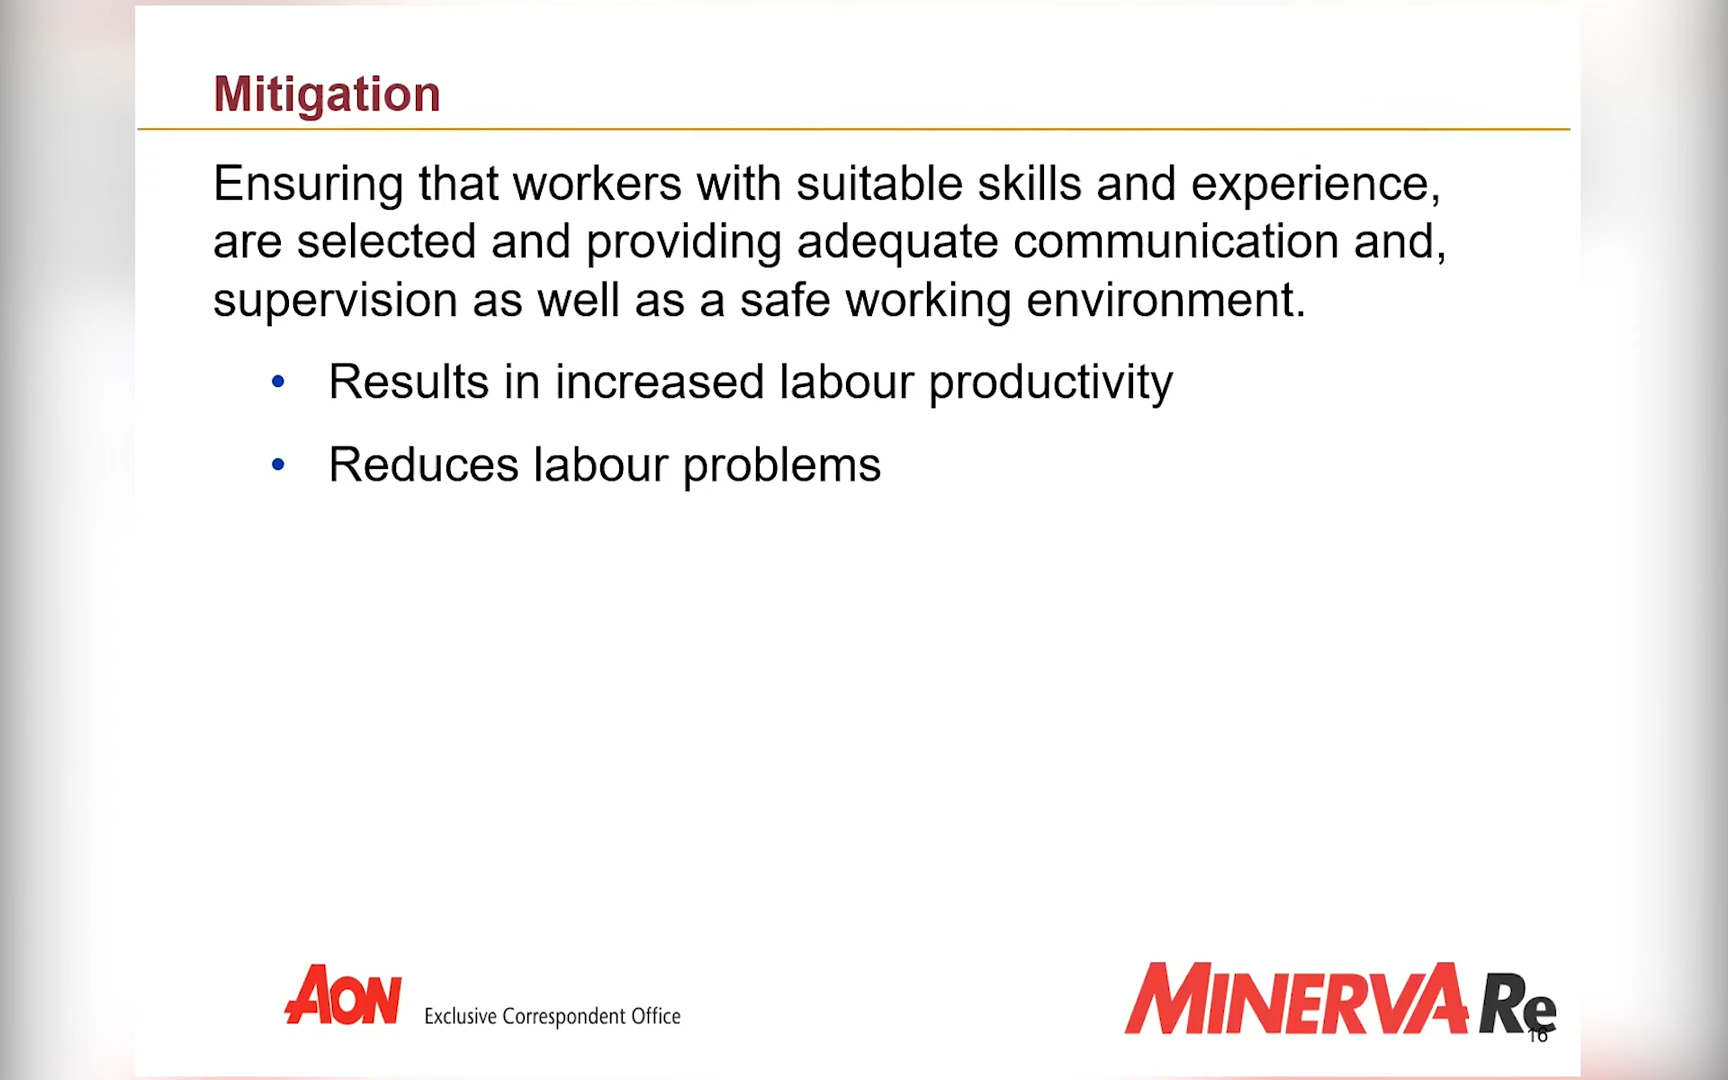 Mitigation
Ensuring that workers with suitable skills and experience,
are selected and providing adequate communication and,
supervision as well as a safe working environment.
• Results in increased labour productivity
• Reduces labour problems
AON Exclusive Correspondent Office
MINERVA Re
16